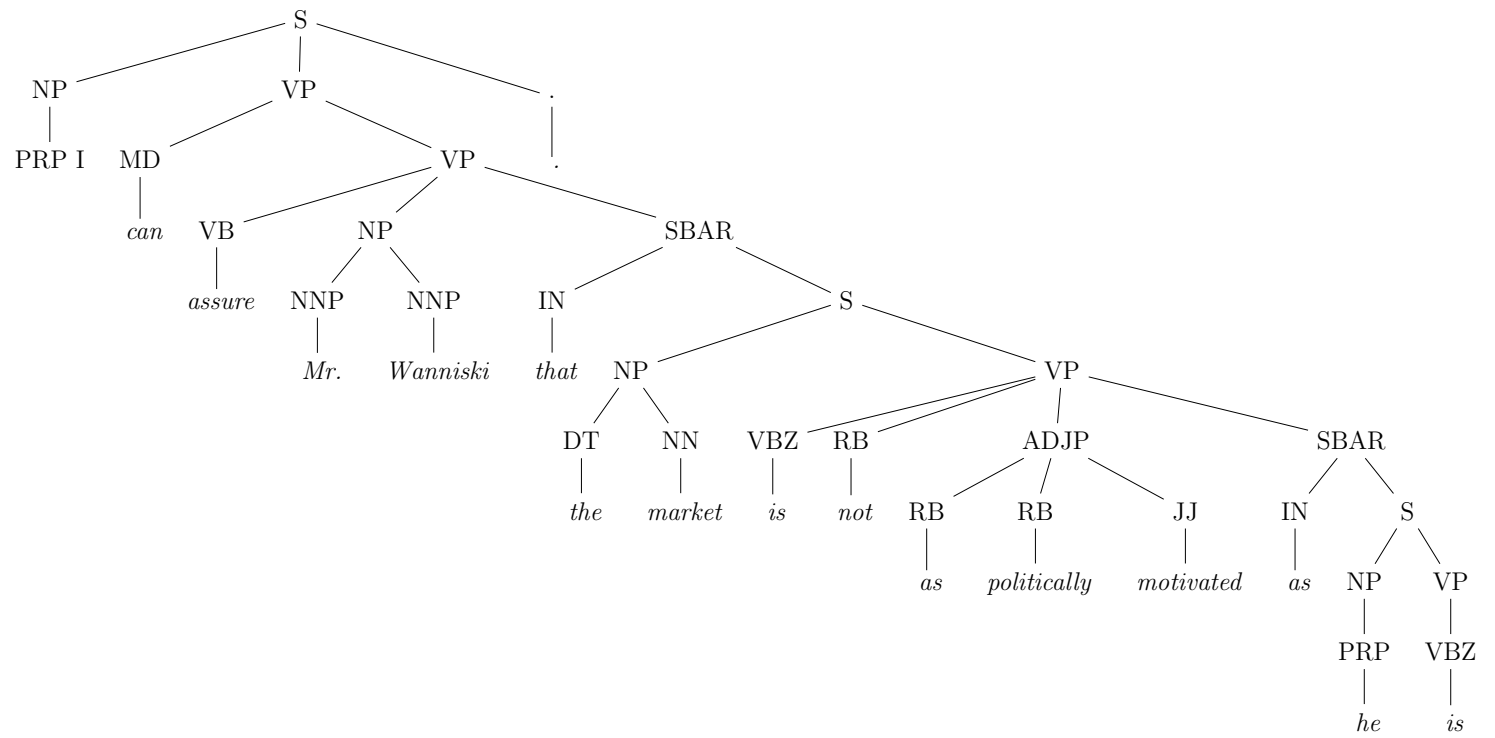 S
NP VP .
PRP I MD VP .
can VB NP SBAR
assure NNP NNP IN S
Mr. Wanniski that NP VP
DT NN VBZ RB ADJP SBAR
the market is not RB RB JJ IN S
as politically motivated as NP VP
PRP VBZ
he is